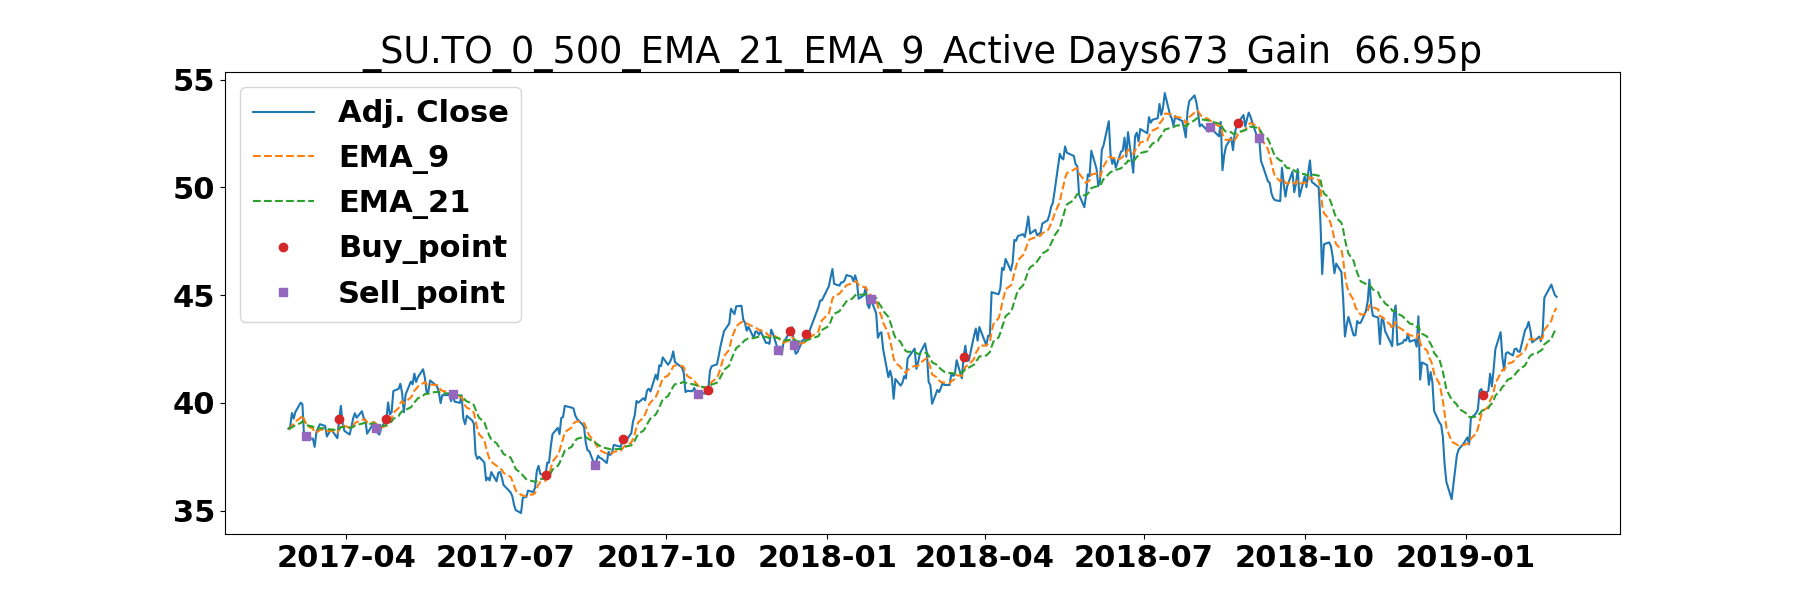 _SU.TO_0_500_EMA_21_EMA_9_Active Days673_Gain  66.95p
55
50
45
40
35
Adj. Close
EMA_9
EMA_21
Buy_point
Sell_point
2017-04 2017-07 2017-10 2018-01 2018-04 2018-07 2018-10 2019-01